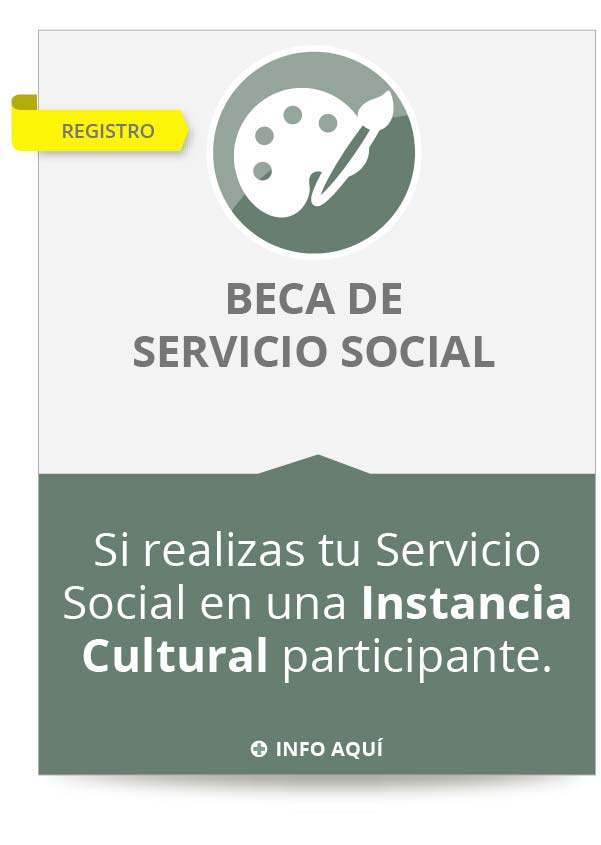 REGISTRO
BECA DE
SERVICIO SOCIAL
Si realizas tu Servicio
Social en una Instancia
Cultural participante.
INFO AQUÍ